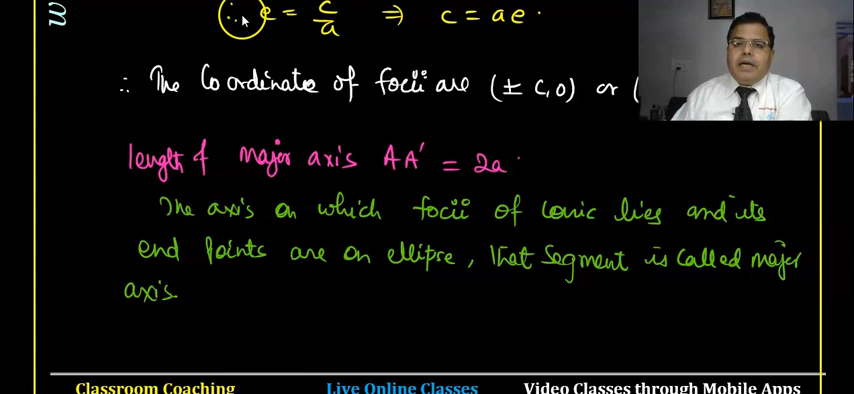 ∵ e = c/a ⇒ c = ae.
∴ The Coordinate of focii are (± c,0) or (
length of major axis AA' = 2a.
The axis on which focii of conic lies and its
end points are on ellipse, that segment is called major
axis.
Classroom Coaching Live Online Classes Video Classes through Mobile Apps